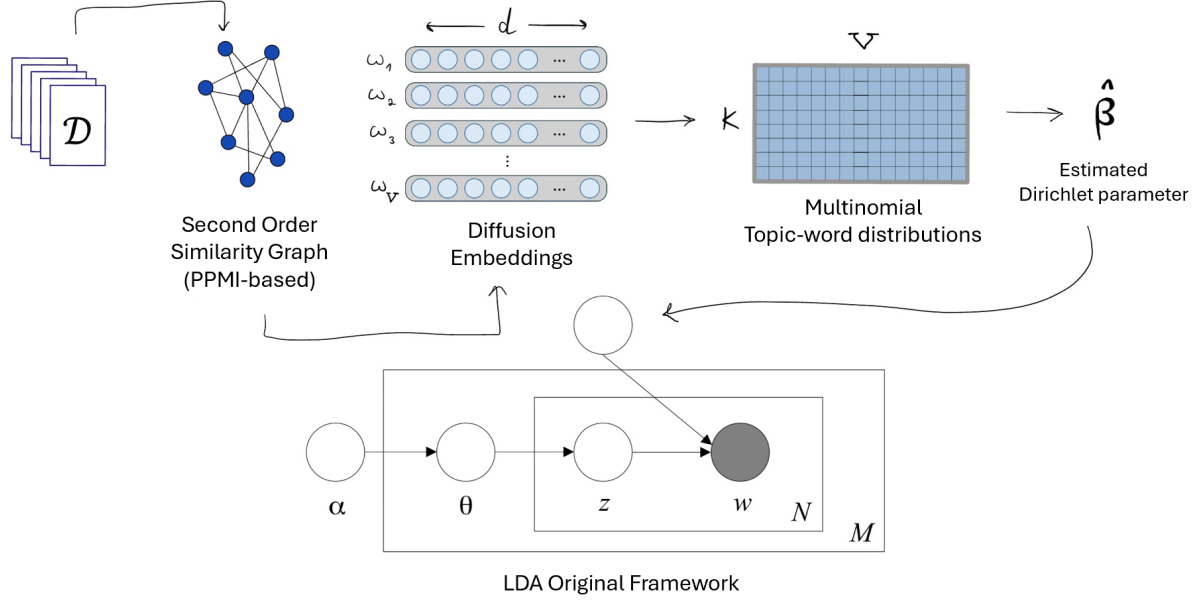 D
Second Order
Similarity Graph
(PPMI-based)
d
ω₁ ...
ω₂ ...
ω₃ ...
⋮
ω_V ...
Diffusion
Embeddings
V
K
Multinomial
Topic-word distributions
β̂
Estimated
Dirichlet parameter
α
θ
z
w
N
M
LDA Original Framework